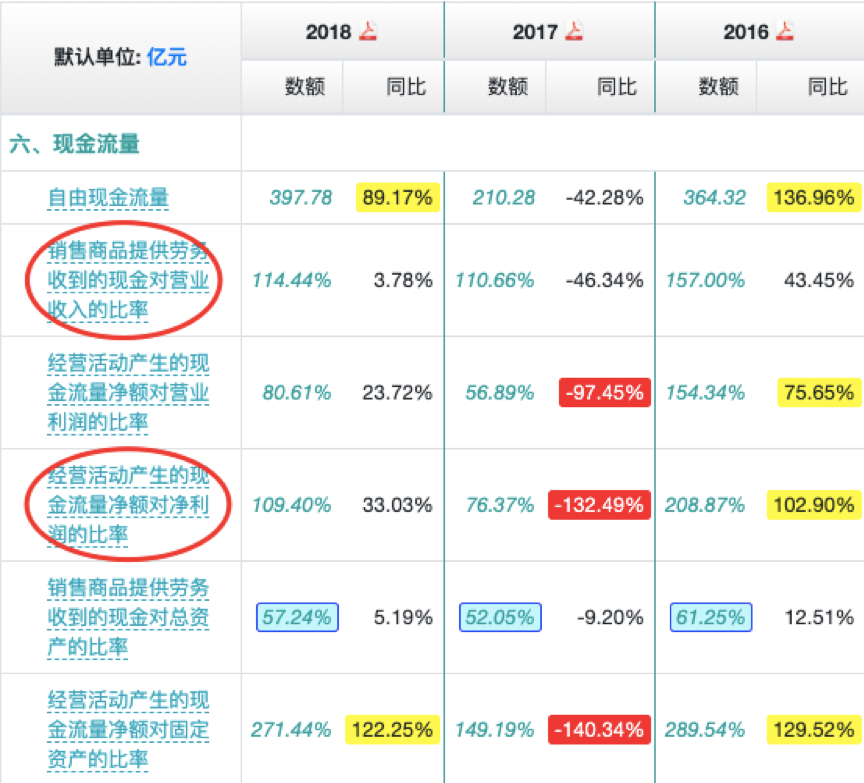 默认单位: 亿元
2018
2017
2016
数额 同比 数额 同比 数额 同比
六、现金流量
自由现金流量 397.78 89.17% 210.28 -42.28% 364.32 136.96%
销售商品提供劳务
收到的现金对营业 114.44% 3.78% 110.66% -46.34% 157.00% 43.45%
收入的比率
经营活动产生的现
金流量净额对营业 80.61% 23.72% 56.89% -97.45% 154.34% 75.65%
利润的比率
经营活动产生的现
金流量净额对净利 109.40% 33.03% 76.37% -132.49% 208.87% 102.90%
润的比率
销售商品提供劳务
收到的现金对总资 57.24% 5.19% 52.05% -9.20% 61.25% 12.51%
产的比率
经营活动产生的现
金流量净额对固定 271.44% 122.25% 149.19% -140.34% 289.54% 129.52%
资产的比率